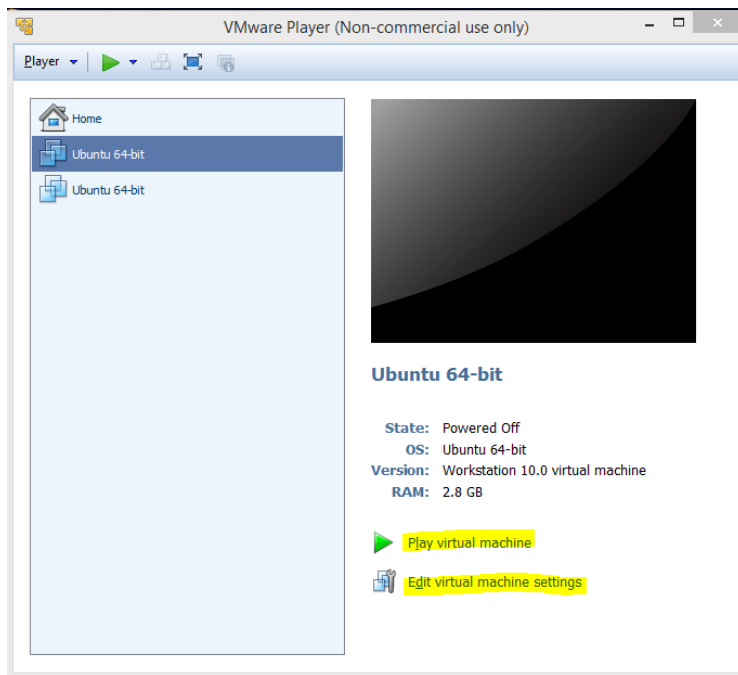 VMware Player (Non-commercial use only)
Player
Home
Ubuntu 64-bit
Ubuntu 64-bit
Ubuntu 64-bit
State: Powered Off
OS: Ubuntu 64-bit
Version: Workstation 10.0 virtual machine
RAM: 2.8 GB
Play virtual machine
Edit virtual machine settings